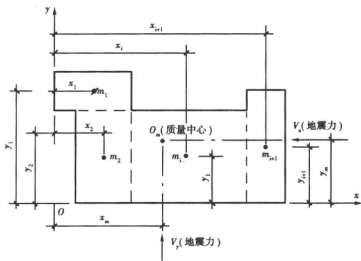 y
x_{i+1}
x_i
x_1
m_1
x_2
O_m(质量中心)
V_x(地震力)
m_2
m_i
m_{i+1}
y_1
y_2
y_1
y_{i+1}
y_m
O
x
x_m
V_y(地震力)